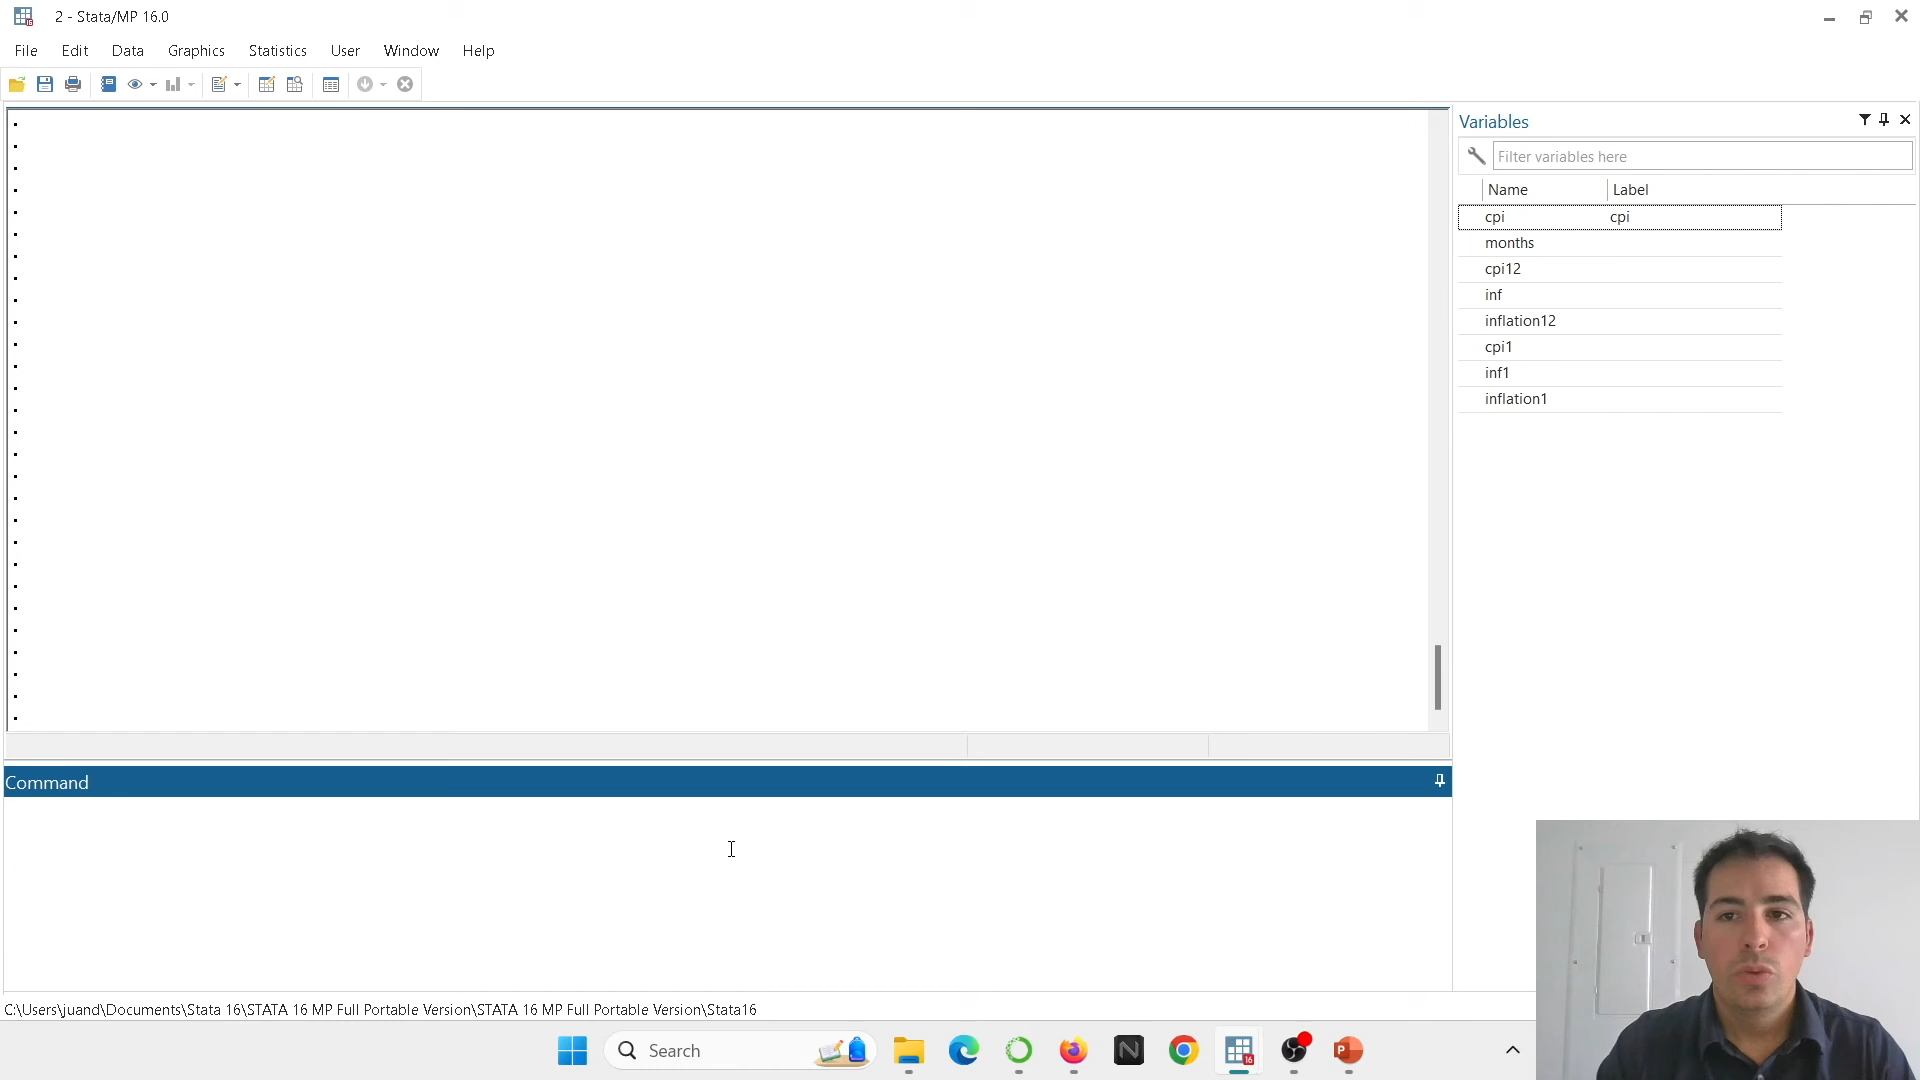 2 - Stata/MP 16.0
File Edit Data Graphics Statistics User Window Help
Variables
Filter variables here
Name Label
cpi cpi
months
cpi12
inf
inflation12
cpi1
inf1
inflation1
Command
C:\Users\juand\Documents\Stata 16\STATA 16 MP Full Portable Version\STATA 16 MP Full Portable Version\Stata16
Search